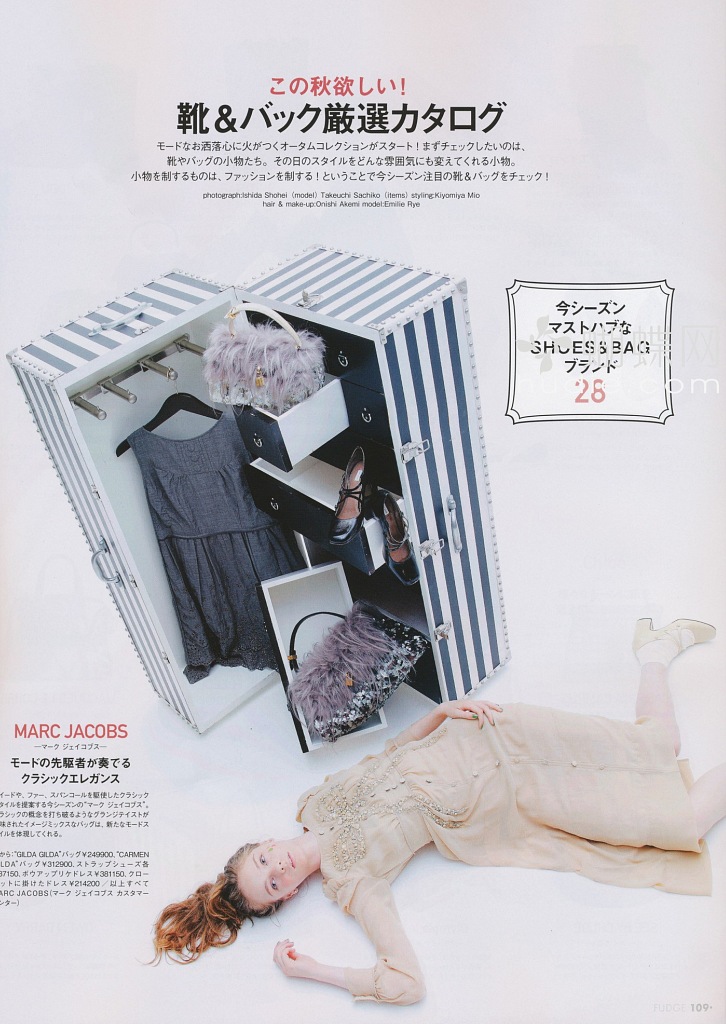 この秋欲しい!
靴&バック厳選カタログ
モードなお洒落心に火がつくオータムコレクションがスタート!まずチェックしたいのは、
靴やバッグの小物たち。その日のスタイルをどんな雰囲気にも変えてくれる小物。
小物を制するものは、ファッションを制する!ということで今シーズン注目の靴&バッグをチェック!
photograph:Ishida Shohei (model) Takeuchi Sachiko (items) styling:Kiyomiya Mio
hair & make-up:Onishi Akemi model:Emilie Rye
今シーズン
マストハブな
SHOES&BAG
ブランド
28
MARC JACOBS
—マーク ジェイコブス—
モードの先駆者が奏でる
クラシックエレガンス
イードや、ファー、スパンコールを駆使したクラシック
タイルを提案する今シーズンの"マーク ジェイコブス"。
ラシックの概念を打ち破るようなグランジテイストが
味されたイメージミックスなバッグは、新たなモードス
イルを体現してくれる。
から:"GILDA GILDA"バッグ¥249900、"CARMEN
LDA"バッグ¥312900、ストラップシューズ各
87150、ボウアップリケドレス¥381150、クロー
ットに掛けたドレス¥214200/以上すべて
ARC JACOBS(マーク ジェイコブス カスタマー
ンター)
FUDGE 109